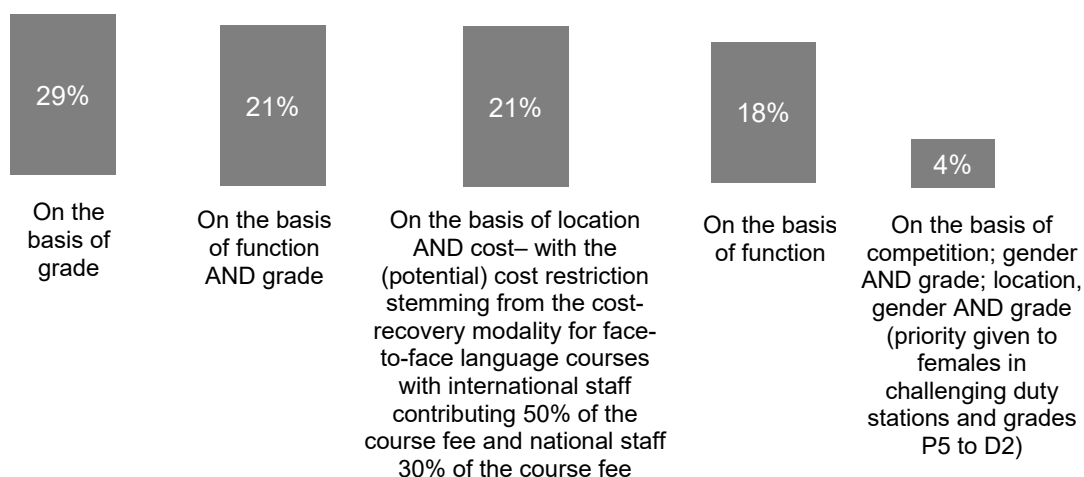 29%
On the
basis of
grade
21%
On the basis
of function
AND grade
21%
On the basis of location
AND cost– with the
(potential) cost restriction
stemming from the cost-
recovery modality for face-
to-face language courses
with international staff
contributing 50% of the
course fee and national staff
30% of the course fee
18%
On the basis
of function
4%
On the basis of
competition; gender
AND grade; location,
gender AND grade
(priority given to
females in
challenging duty
stations and grades
P5 to D2)